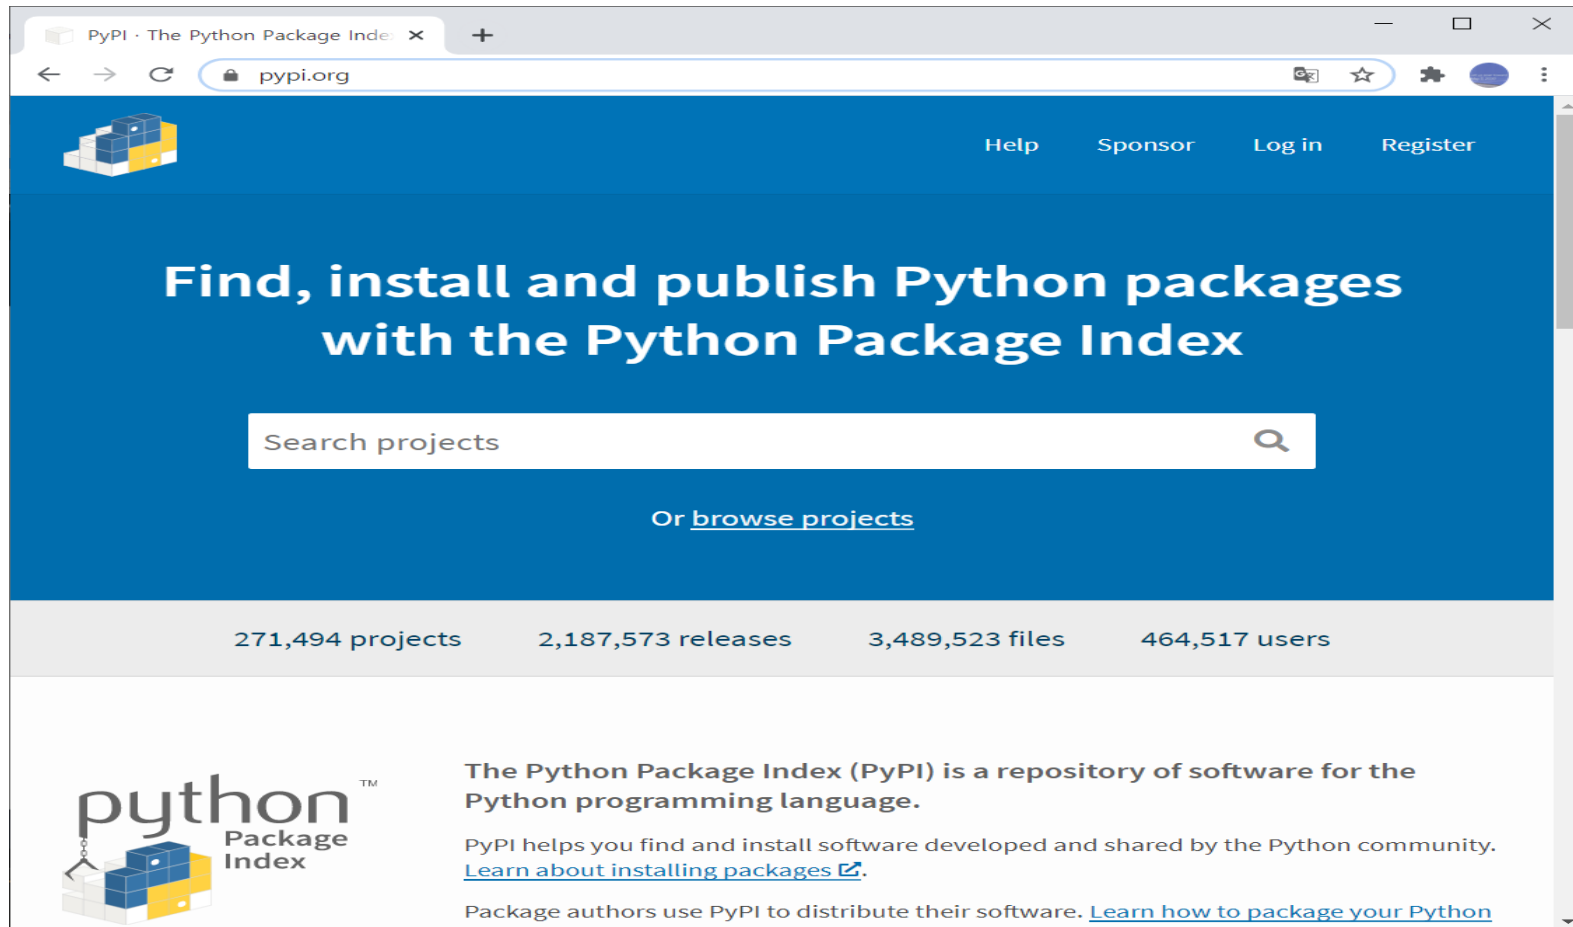 PyPI · The Python Package Inde
pypi.org
Help Sponsor Log in Register
Find, install and publish Python packages
with the Python Package Index
Search projects
Or browse projects
271,494 projects 2,187,573 releases 3,489,523 files 464,517 users
python™
Package
Index
The Python Package Index (PyPI) is a repository of software for the
Python programming language.
PyPI helps you find and install software developed and shared by the Python community.
Learn about installing packages.
Package authors use PyPI to distribute their software. Learn how to package your Python